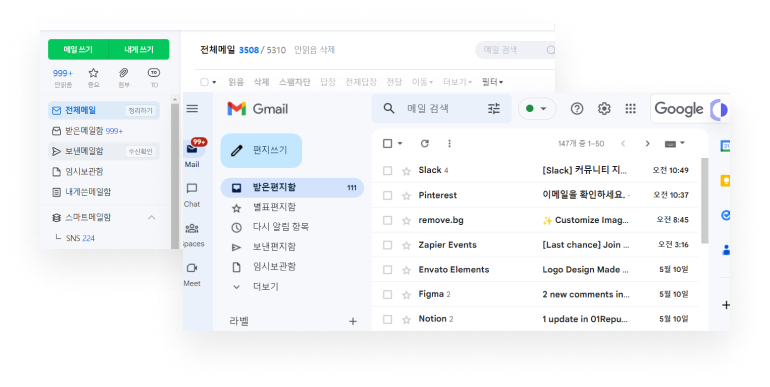 메일 쓰기 내게 쓰기
999+
안읽음 중요 첨부 TO
전체메일 정리하기
받은메일함 999+
보낸메일함 수신확인
임시보관함
내게쓴메일함
스마트메일함
SNS 224
전체메일 3508 / 5310 안읽음 삭제
메일 검색
읽음 삭제 스팸차단 답장 전체답장 전달 이동 더보기 필터
Gmail
메일 검색
Google
99+
Mail
Chat
paces
Meet
편지쓰기
받은편지함 111
별표편지함
다시 알림 항목
보낸편지함
임시보관함
더보기
라벨
147개 중 1–50
Slack 4 [Slack] 커뮤니티 지... 오전 10:49
Pinterest 이메일을 확인하세요. - 오전 10:37
remove.bg ✨ Customize Imag... 오전 8:45
Zapier Events [Last chance] Join ... 오전 3:16
Envato Elements Logo Design Made ... 5월 10일
Figma 2 2 new comments in... 5월 10일
Notion 2 1 update in 01Repu... 5월 10일